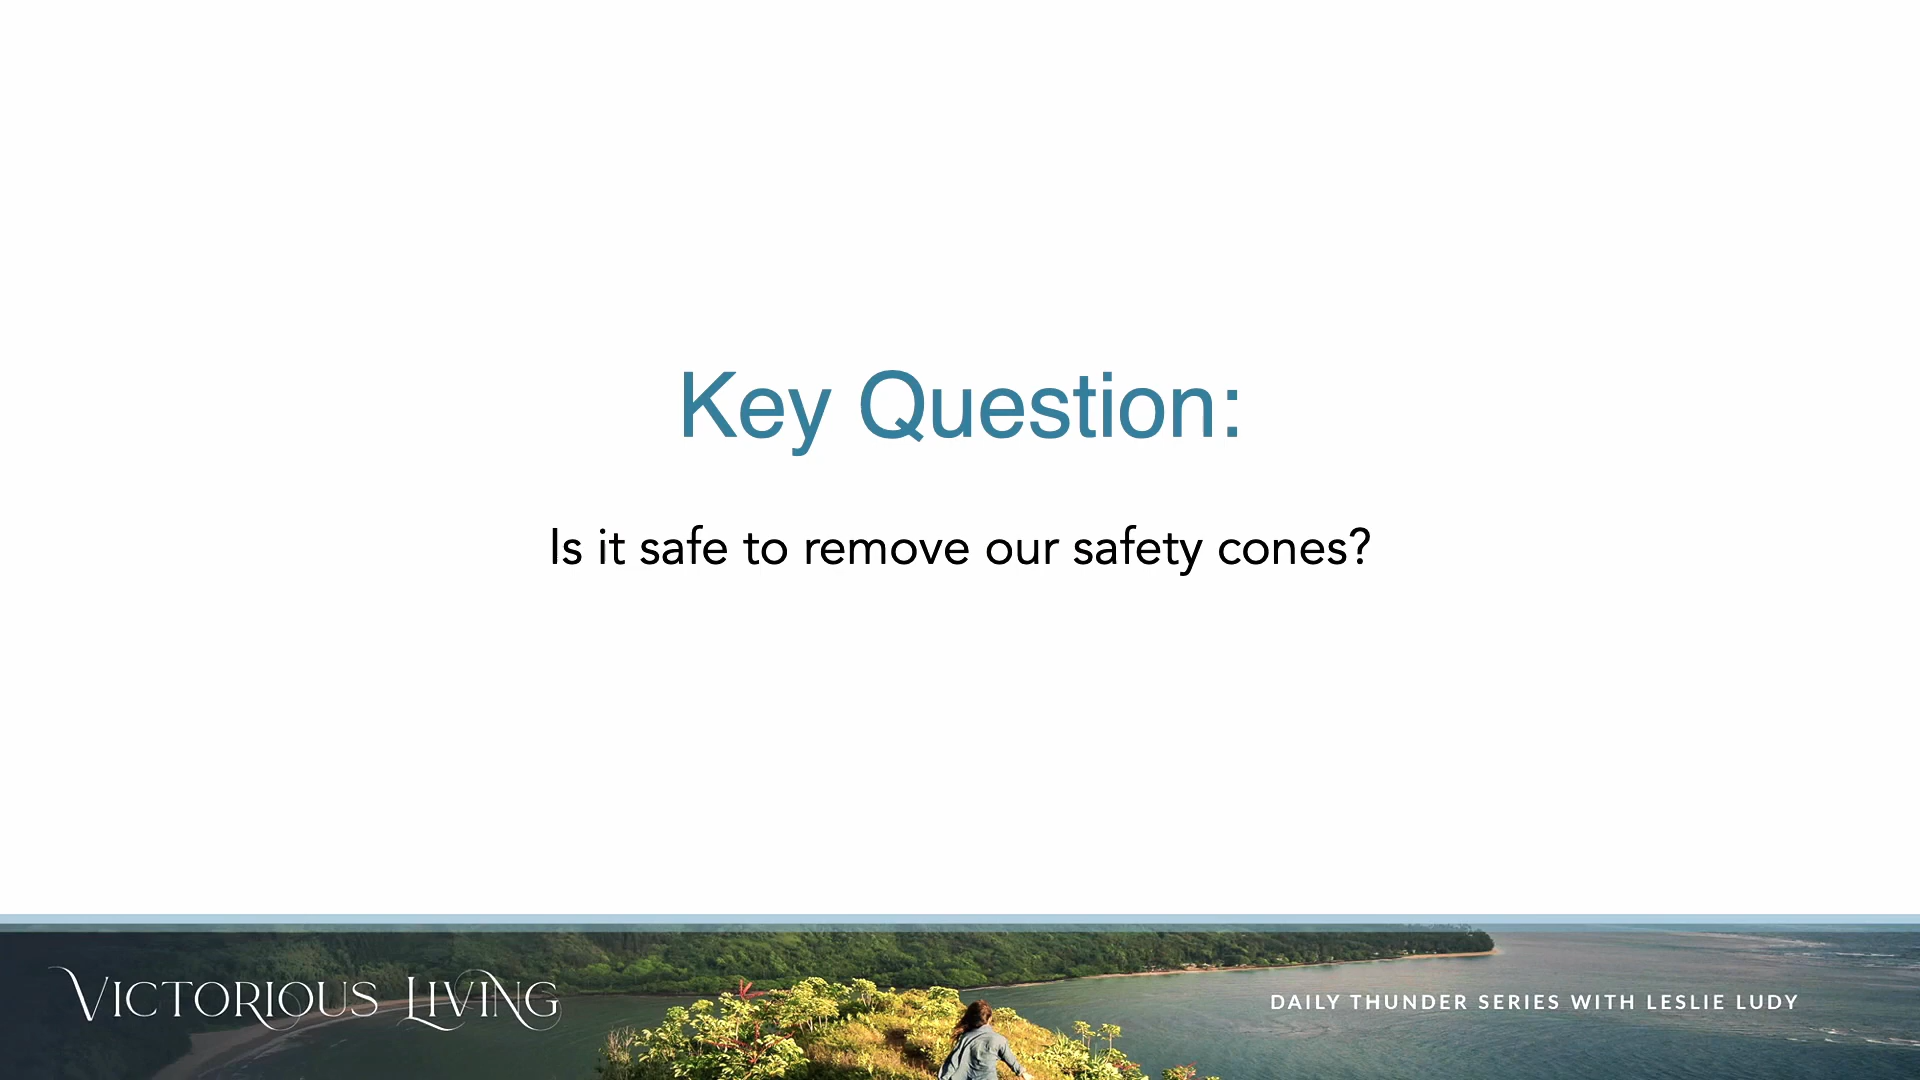 Key Question:
Is it safe to remove our safety cones?
VICTORIOUS LIVING
DAILY THUNDER SERIES WITH LESLIE LUDY